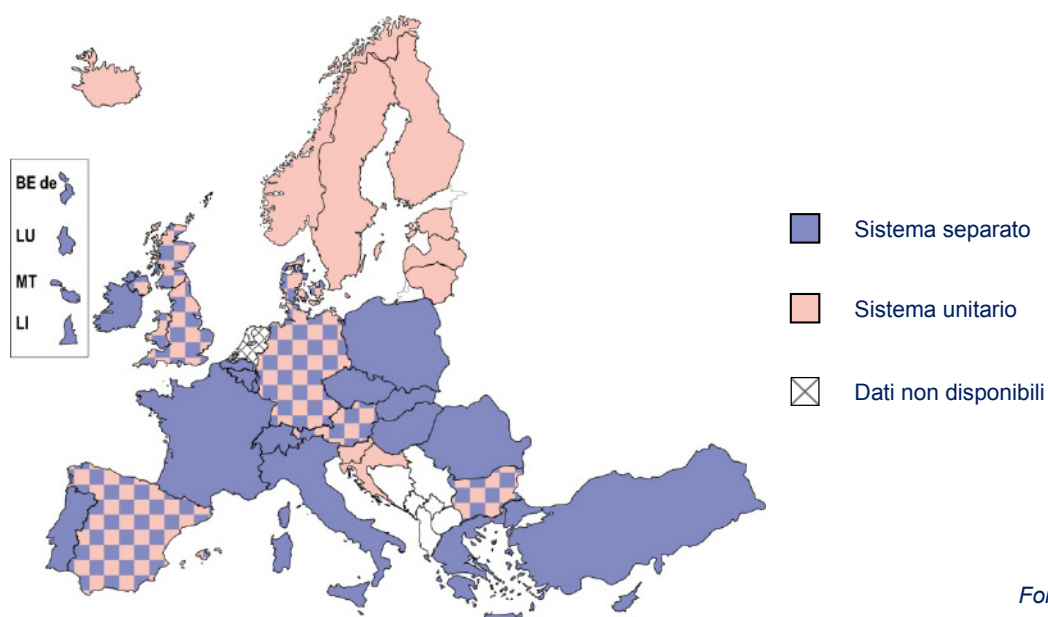 BE de
LU
MT
LI
Sistema separato
Sistema unitario
Dati non disponibili